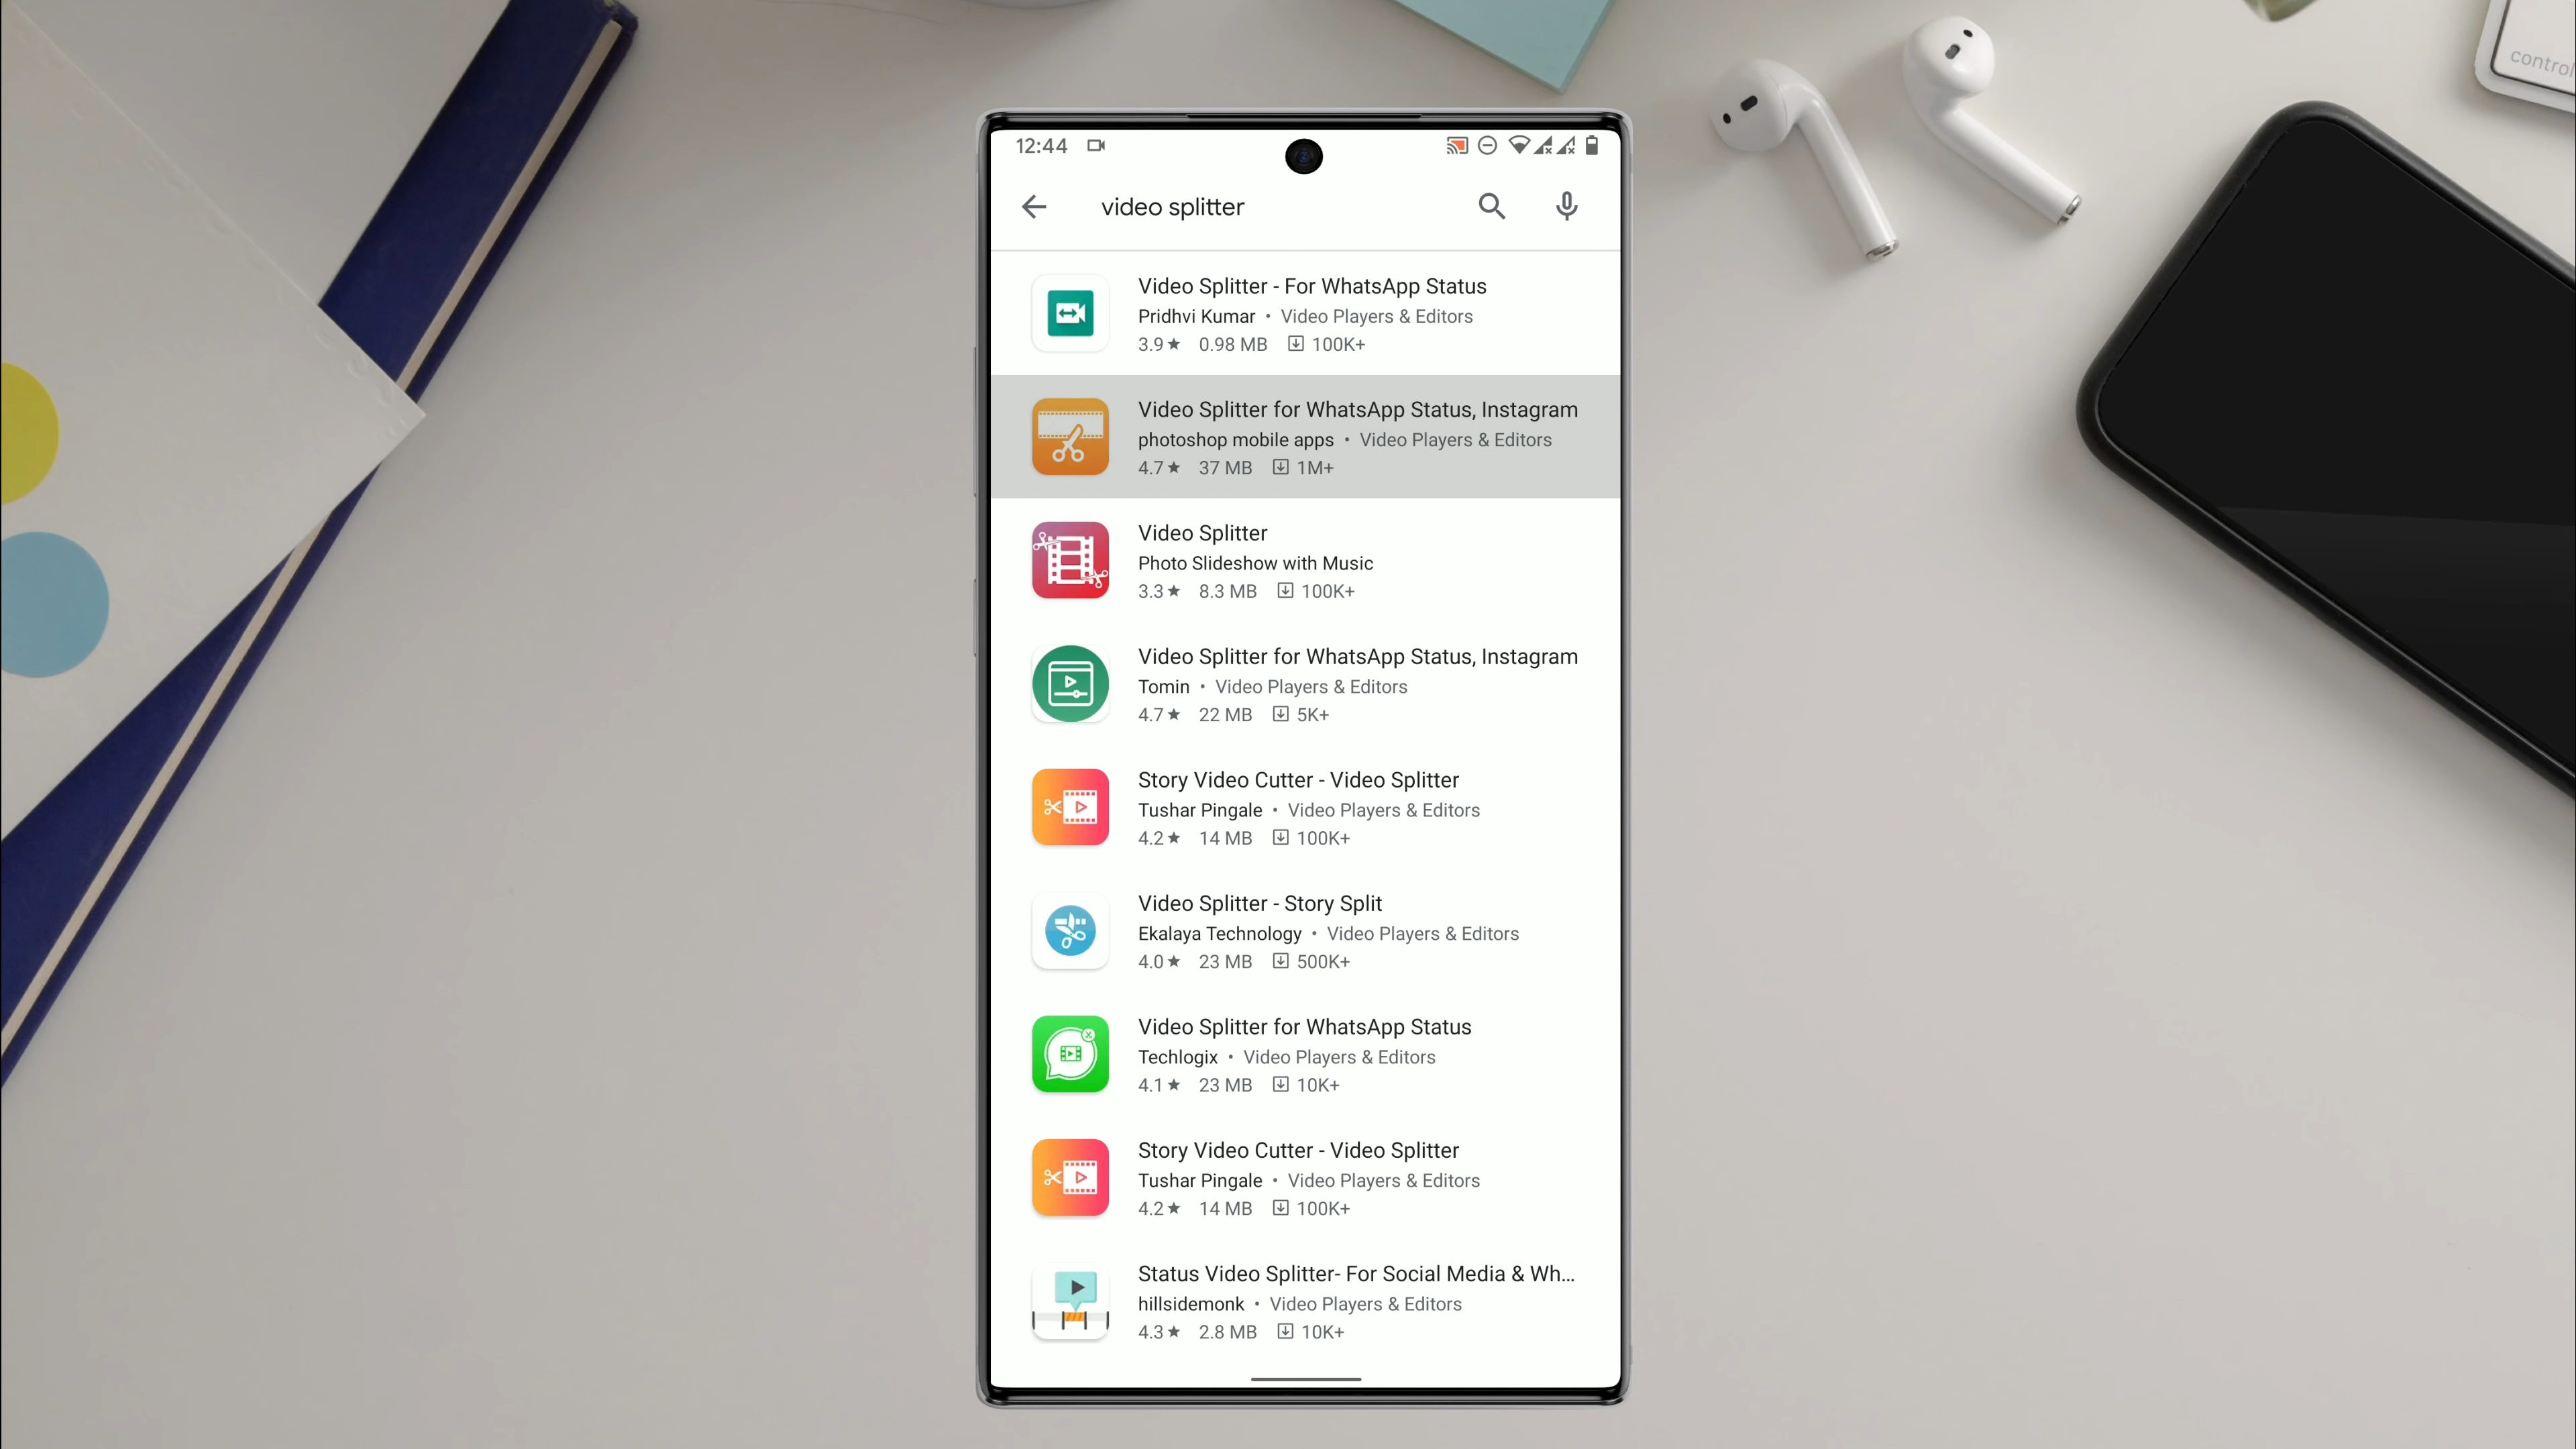 control
12:44
video splitter
Video Splitter - For WhatsApp Status
Pridhvi Kumar • Video Players & Editors
3.9★ 0.98 MB 100K+
Video Splitter for WhatsApp Status, Instagram
photoshop mobile apps • Video Players & Editors
4.7★ 37 MB 1M+
Video Splitter
Photo Slideshow with Music
3.3★ 8.3 MB 100K+
Video Splitter for WhatsApp Status, Instagram
Tomin • Video Players & Editors
4.7★ 22 MB 5K+
Story Video Cutter - Video Splitter
Tushar Pingale • Video Players & Editors
4.2★ 14 MB 100K+
Video Splitter - Story Split
Ekalaya Technology • Video Players & Editors
4.0★ 23 MB 500K+
Video Splitter for WhatsApp Status
Techlogix • Video Players & Editors
4.1★ 23 MB 10K+
Story Video Cutter - Video Splitter
Tushar Pingale • Video Players & Editors
4.2★ 14 MB 100K+
Status Video Splitter- For Social Media & Wh...
hillsidemonk • Video Players & Editors
4.3★ 2.8 MB 10K+